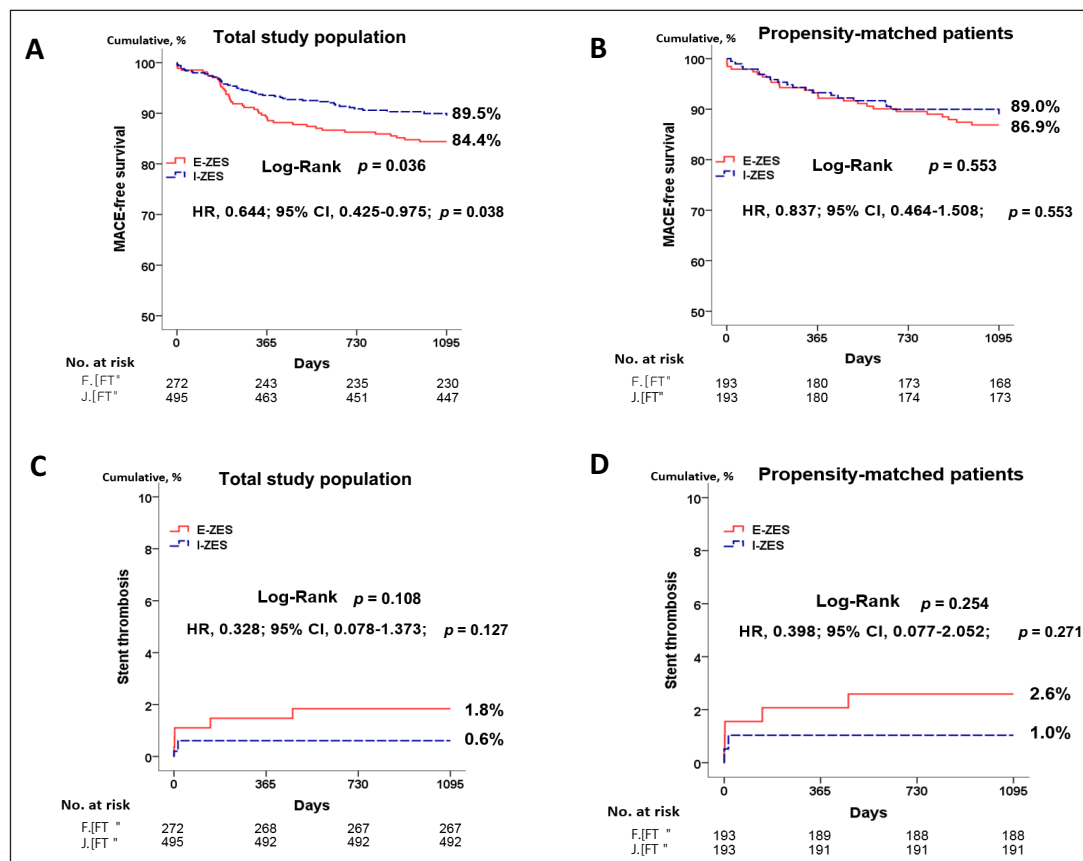 A
Cumulative, %
Total study population
100
90
80
70
60
50
MACE-free survival
89.5%
84.4%
E-ZES
I-ZES
Log-Rank p = 0.036
HR, 0.644; 95% CI, 0.425-0.975; p = 0.038
0 365 730 1095
Days
No. at risk
F.[FT " 272 243 235 230
J.[FT " 495 463 451 447
B
Cumulative, %
Propensity-matched patients
100
90
80
70
60
50
MACE-free survival
89.0%
86.9%
E-ZES
I-ZES
Log-Rank p = 0.553
HR, 0.837; 95% CI, 0.464-1.508; p = 0.553
0 365 730 1095
Days
No. at risk
F.[FT " 193 180 173 168
J.[FT " 193 180 174 173
C
Cumulative, %
Total study population
10
8
6
4
2
0
Stent thrombosis
E-ZES
I-ZES
Log-Rank p = 0.108
HR, 0.328; 95% CI, 0.078-1.373; p = 0.127
1.8%
0.6%
0 365 730 1095
Days
No. at risk
F.[FT " 272 268 267 267
J.[FT " 495 492 492 492
D
Cumulative, %
Propensity-matched patients
10
8
6
4
2
0
Stent thrombosis
E-ZES
I-ZES
Log-Rank p = 0.254
HR, 0.398; 95% CI, 0.077-2.052; p = 0.271
2.6%
1.0%
0 365 730 1095
Days
No. at risk
F.[FT " 193 189 188 188
J.[FT " 193 191 191 191